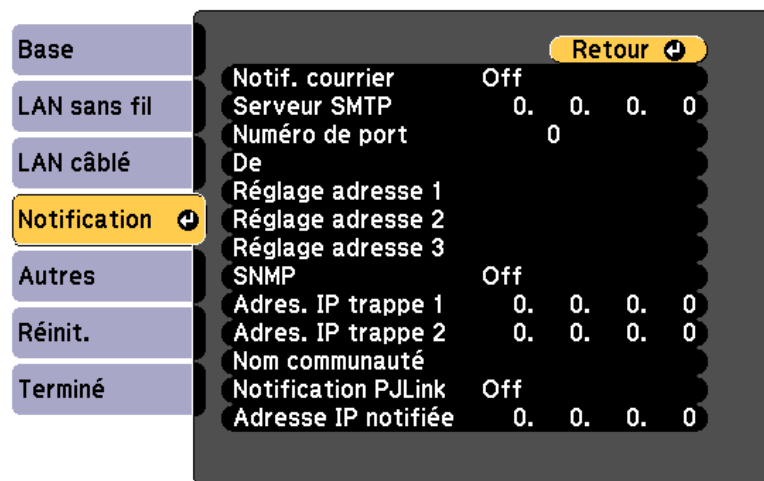 Base
LAN sans fil
LAN câblé
Notification
Autres
Réinit.
Terminé
Retour
Notif. courrier Off
Serveur SMTP 0. 0. 0. 0
Numéro de port 0
De
Réglage adresse 1
Réglage adresse 2
Réglage adresse 3
SNMP Off
Adres. IP trappe 1 0. 0. 0. 0
Adres. IP trappe 2 0. 0. 0. 0
Nom communauté
Notification PJLink Off
Adresse IP notifiée 0. 0. 0. 0